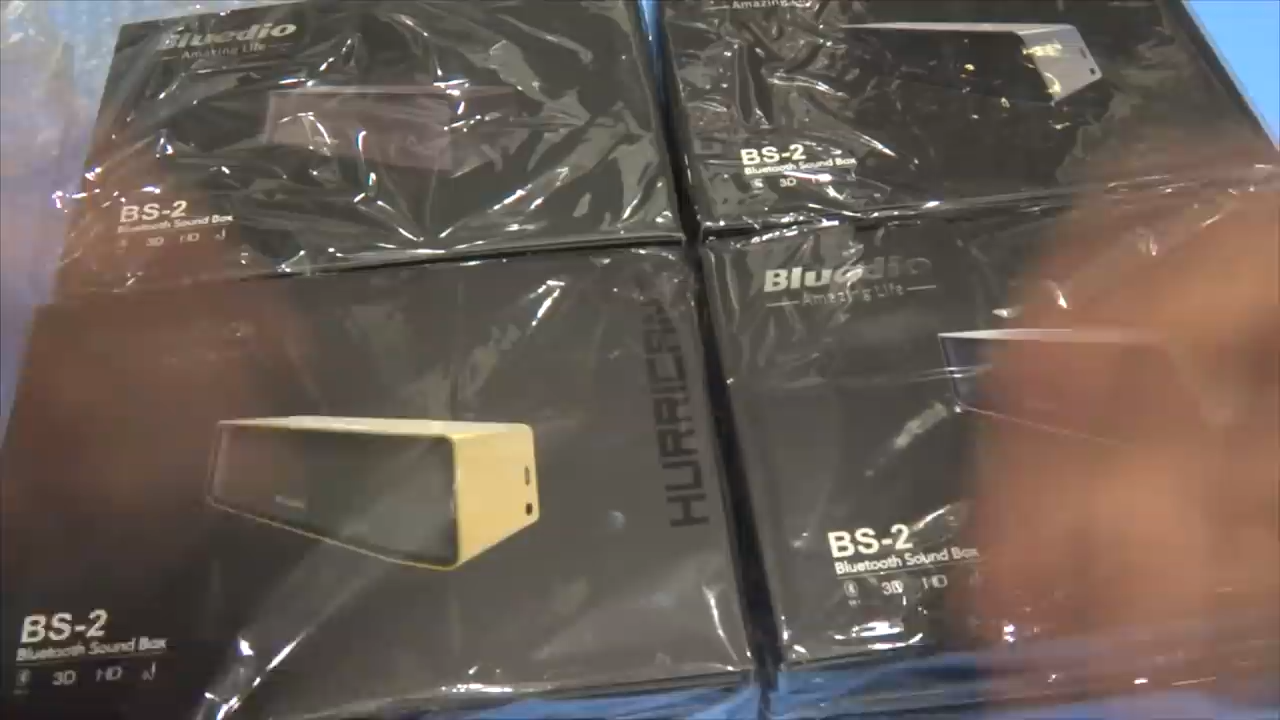 Bluedio
Amazing Life
BS-2
Bluetooth Sound Box
3D HD
Amazing
BS-2
Bluetooth Sound Box
3D
HURRICAN
BS-2
Bluetooth Sound Box
3D HD
Bluedio
Amazing Life
BS-2
Bluetooth Sound Box
3D HD